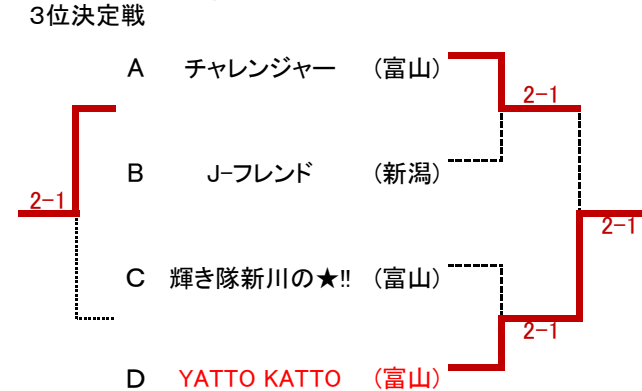 3位決定戦
A チャレンジャー (富山)
2-1
B J-フレンド (新潟)
2-1
2-1
C 輝き隊新川の★!! (富山)
2-1
D YATTO KATTO (富山)